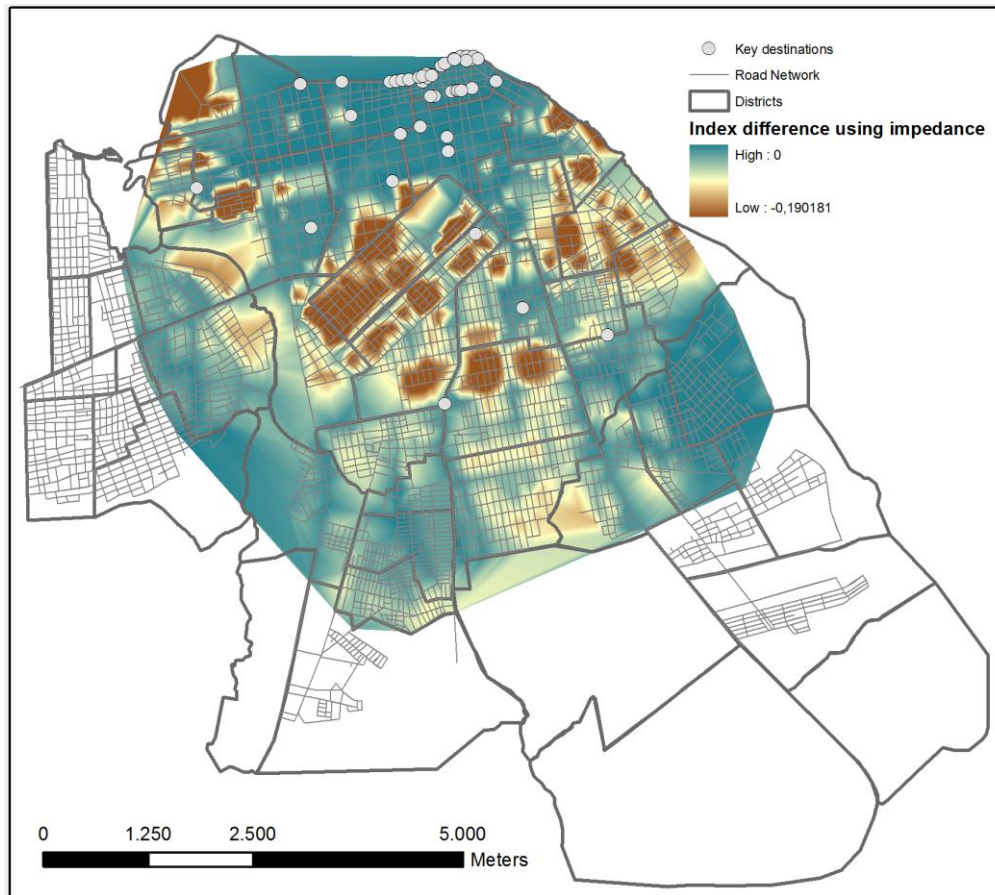 Key destinations
Road Network
Districts
Index difference using impedance
High : 0
Low : -0,190181
0 1.250 2.500 5.000
Meters